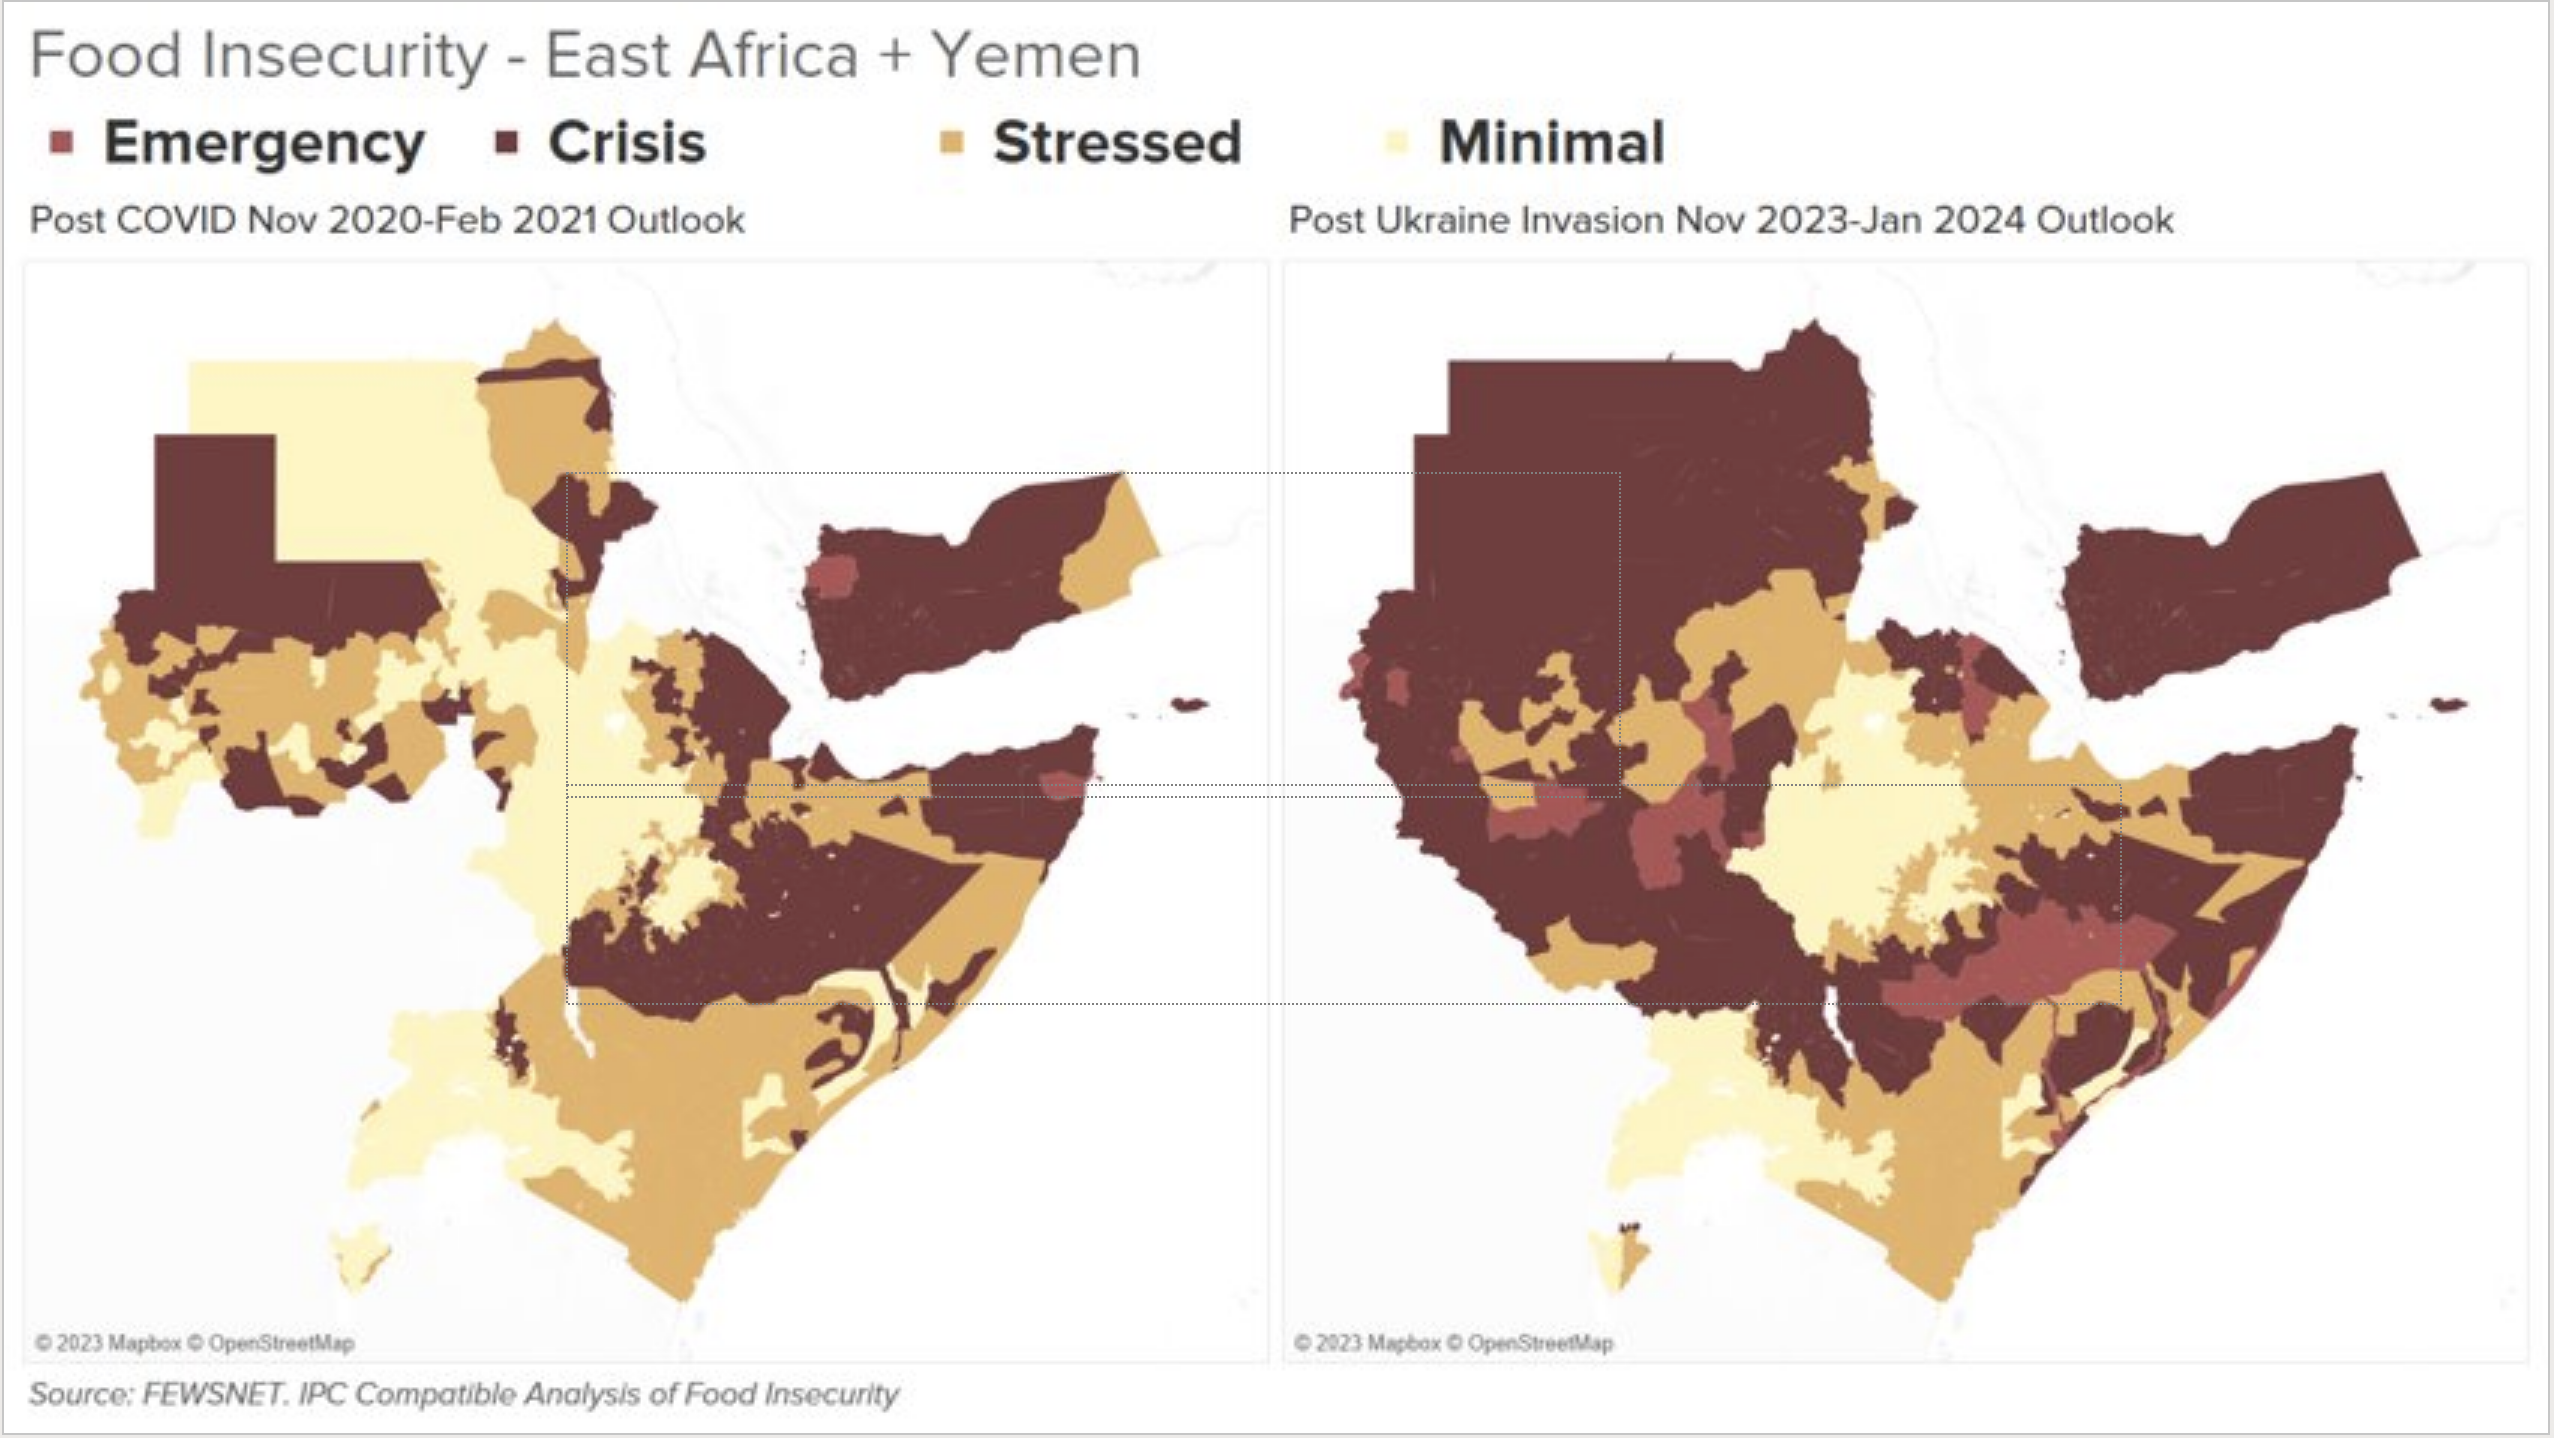 Food Insecurity - East Africa + Yemen
Emergency Crisis Stressed Minimal
Post COVID Nov 2020-Feb 2021 Outlook
Post Ukraine Invasion Nov 2023-Jan 2024 Outlook
© 2023 Mapbox © OpenStreetMap
© 2023 Mapbox © OpenStreetMap
Source: FEWSNET. IPC Compatible Analysis of Food Insecurity